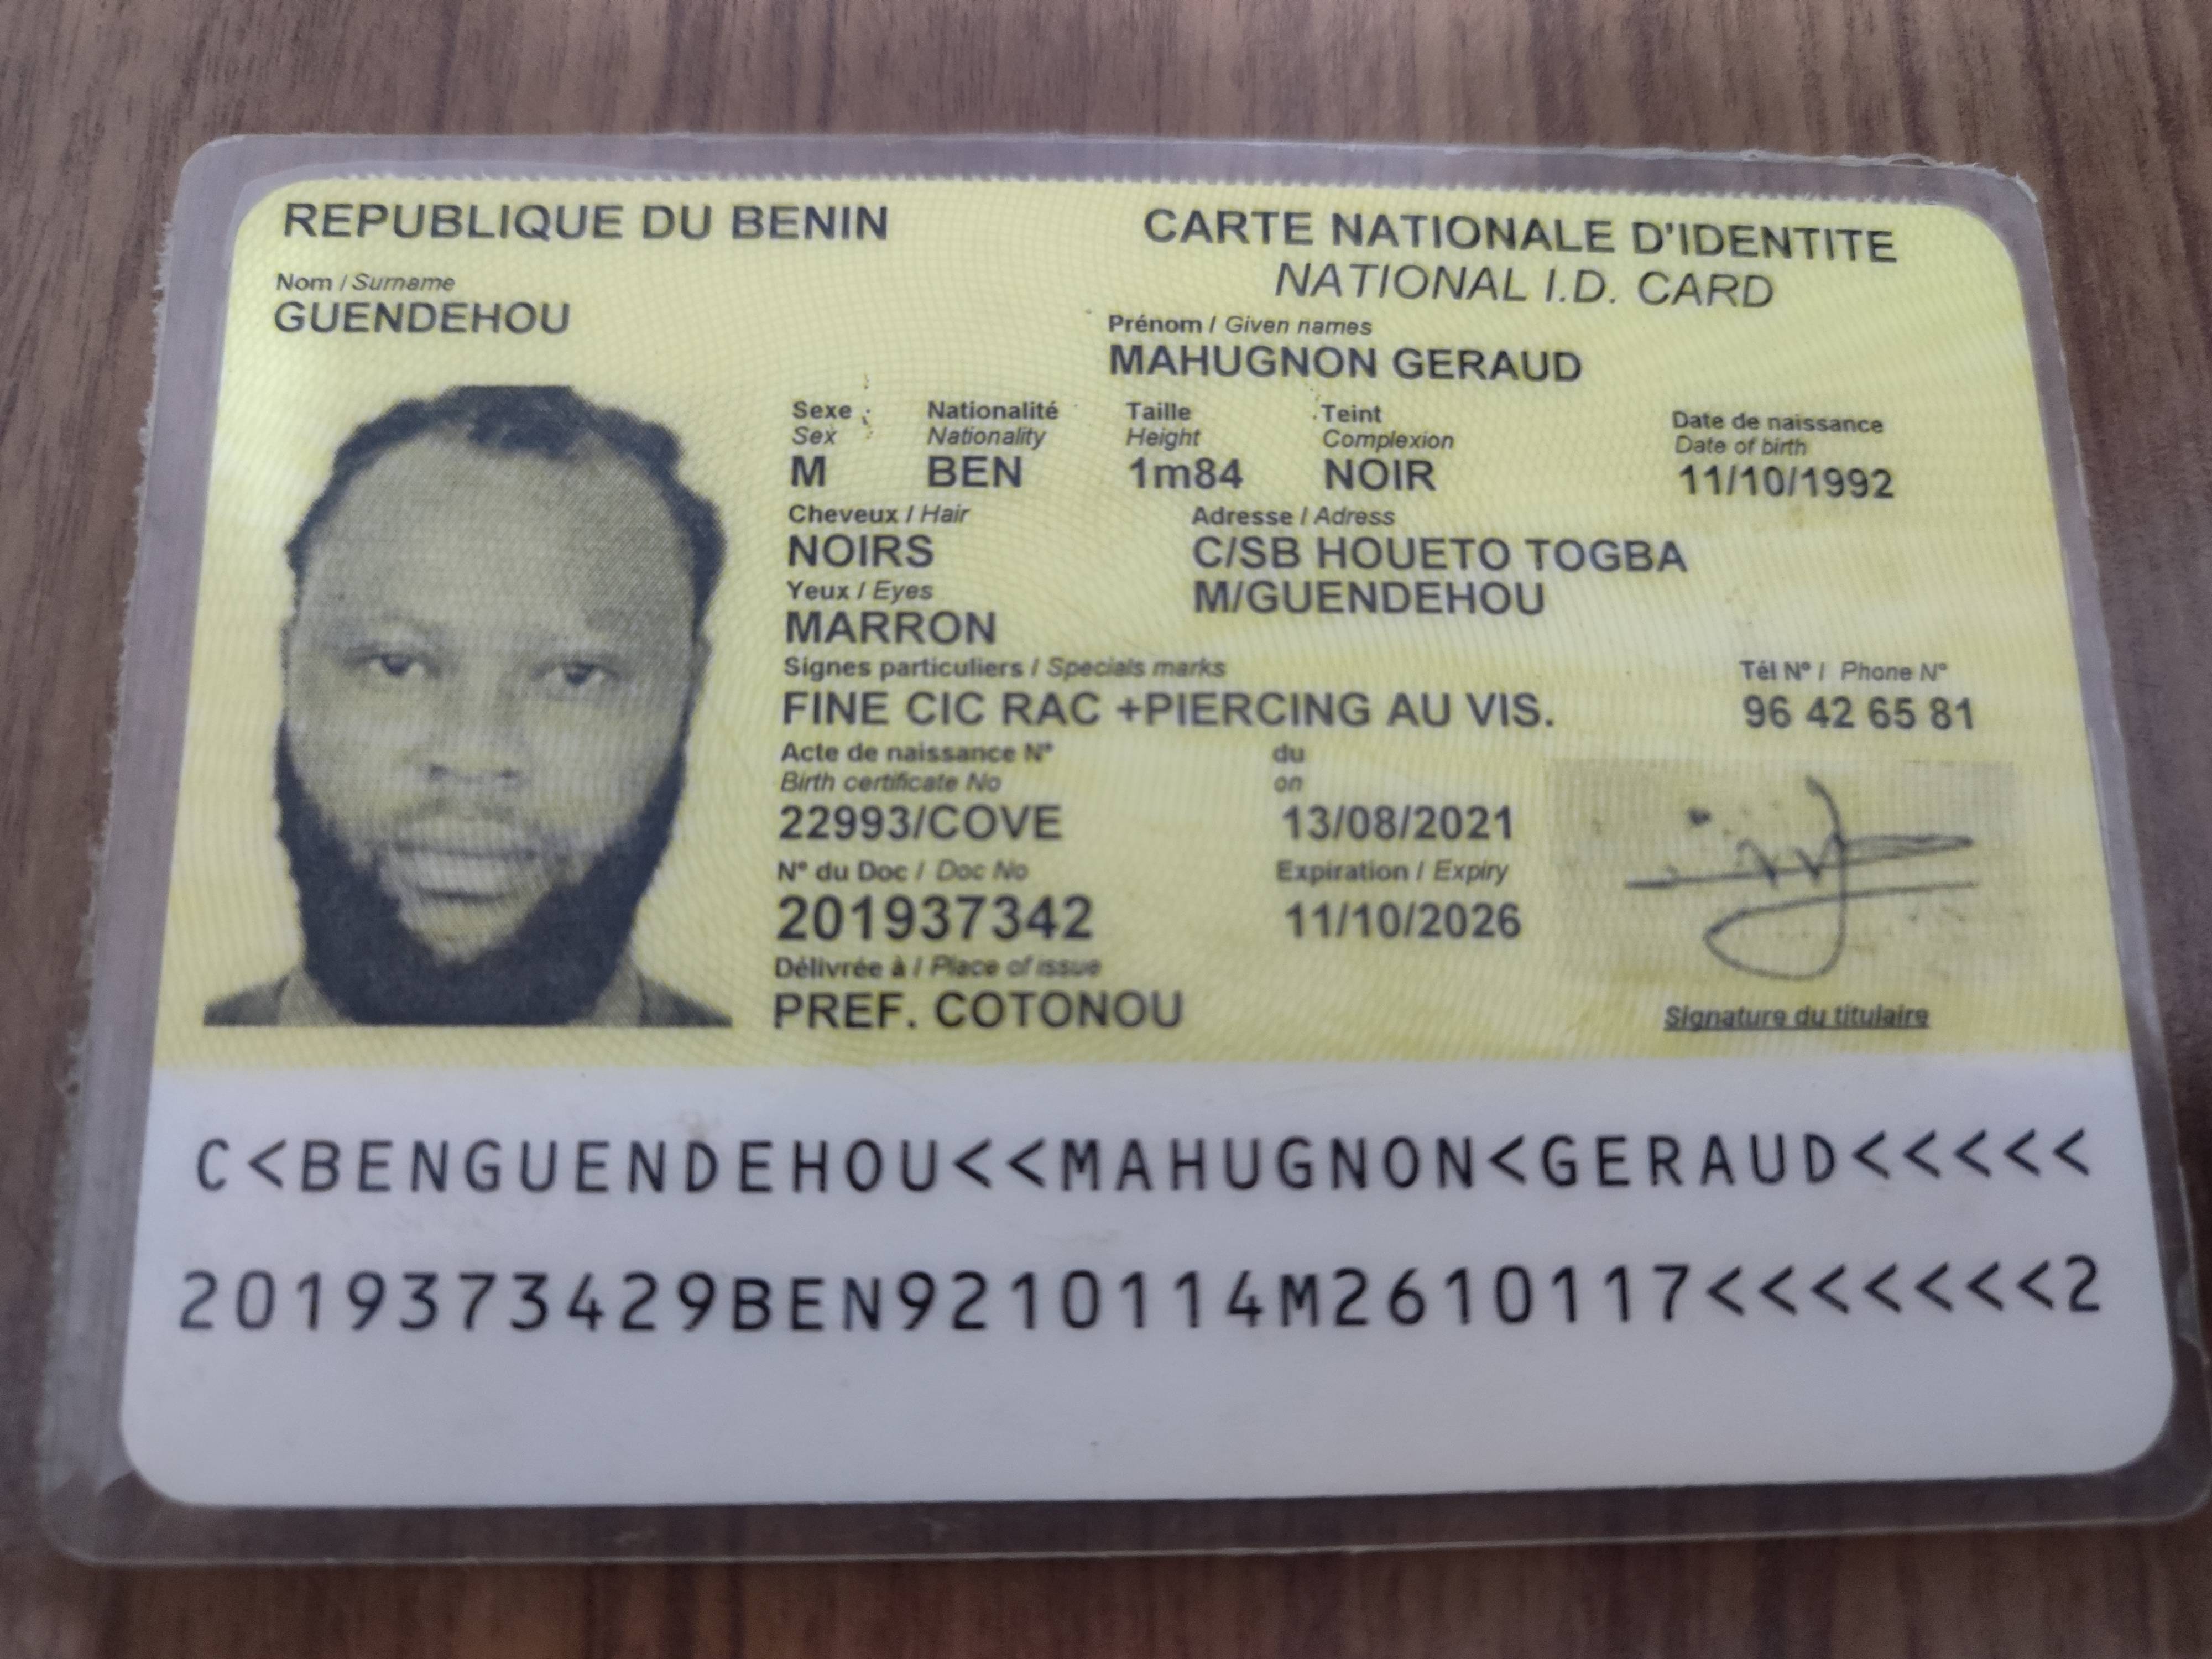 REPUBLIQUE DU BENIN
CARTE NATIONALE D'IDENTITE
NATIONAL I.D. CARD
Nom / Surname
GUENDEHOU
Prénom / Given names
MAHUGNON GERAUD
Sexe Nationalité Taille Teint Date de naissance
Sex Nationality Height Complexion Date of birth
M BEN 1m84 NOIR 11/10/1992
Cheveux / Hair Adresse / Adress
NOIRS C/SB HOUETO TOGBA
Yeux / Eyes M/GUENDEHOU
MARRON
Signes particuliers / Specials marks Tél N° / Phone N°
FINE CIC RAC +PIERCING AU VIS. 96 42 65 81
Acte de naissance N° du
Birth certificate No on
22993/COVE 13/08/2021
N° du Doc / Doc No Expiration / Expiry
201937342 11/10/2026
Délivrée à / Place of issue
PREF. COTONOU
Signature du titulaire
C<BENGUENDEHOU<<MAHUGNON<GERAUD<<<<<
2019373429BEN9210114M2610117<<<<<<<2